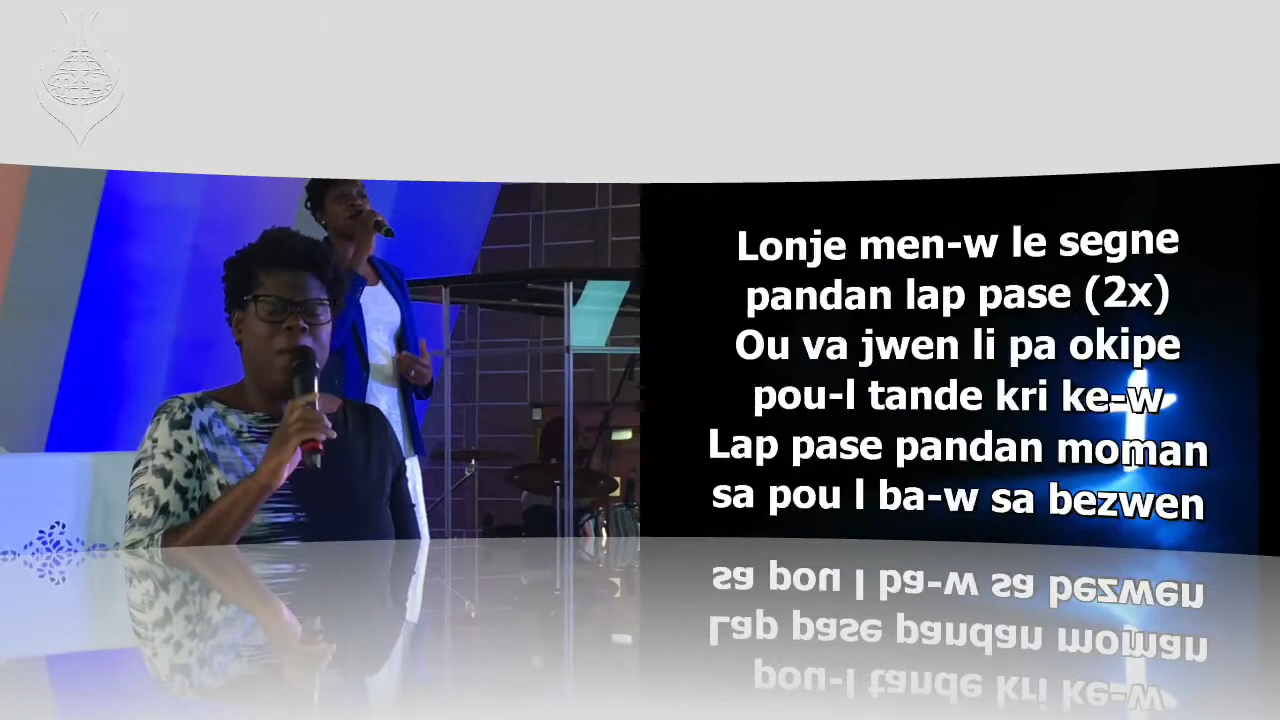 Lonje men-w le segne
pandan lap pase (2x)
Ou va jwen li pa okipe
pou-l tande kri ke-w
Lap pase pandan moman
sa pou l ba-w sa bezwen